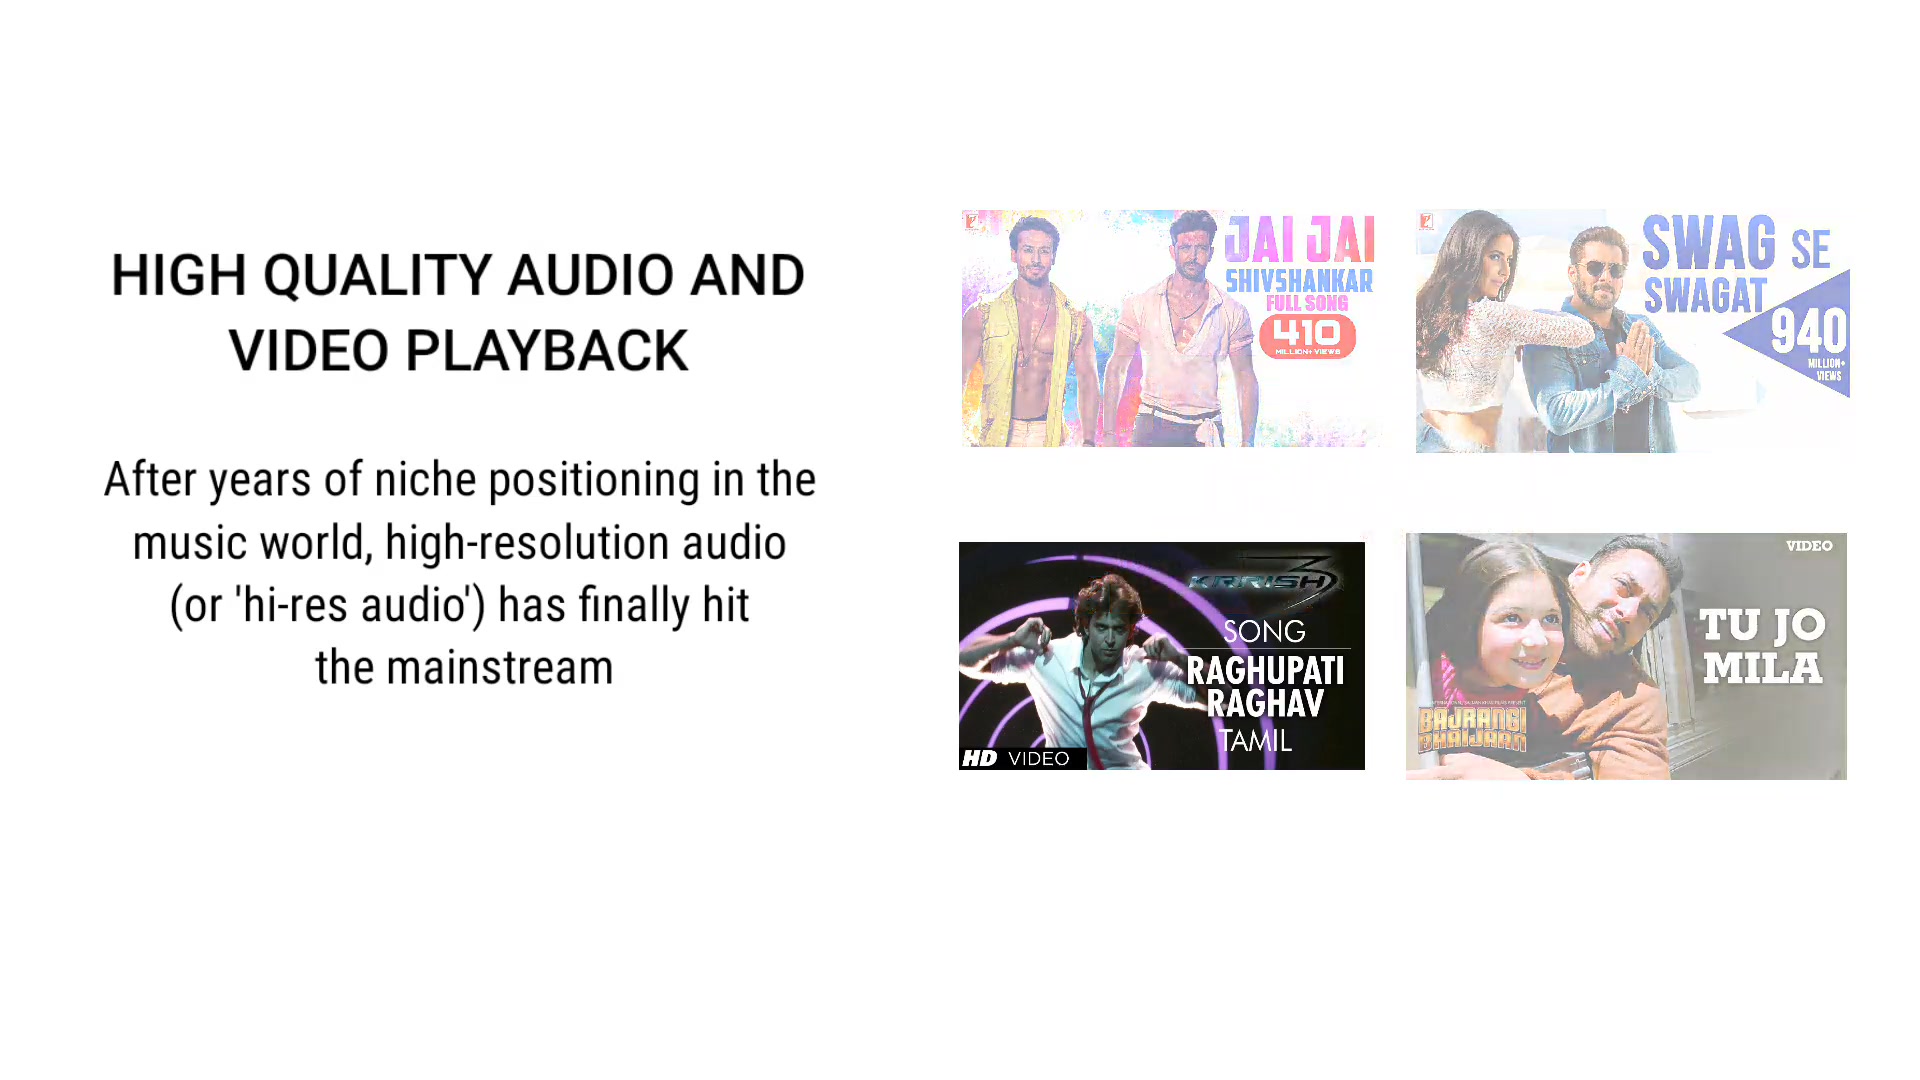 HIGH QUALITY AUDIO AND
VIDEO PLAYBACK
After years of niche positioning in the
music world, high-resolution audio
(or 'hi-res audio') has finally hit
the mainstream
JAI JAI
SHIVSHANKAR
FULL SONG
410
MILLION+ VIEWS
SWAG SE
SWAGAT
940
MILLION+
VIEWS
KRRISH 3
SONG
RAGHUPATI
RAGHAV
TAMIL
HD VIDEO
VIDEO
TU JO
MILA
BAJRANGI
BHAIJAAN